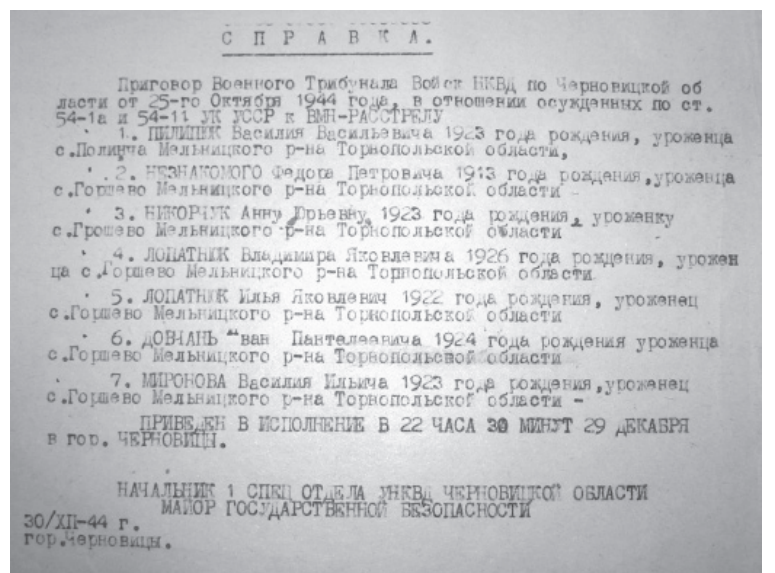 С П Р А В К А.
Приговор Военного Трибунала Войск НКВД по Черновицкой об
ласти от 25-го Октября 1944 года, в отношении осужденных по ст.
54-1а и 54-11 УК УССР к ВМН-РАССТРЕЛУ
1. ПИЛИПЮК Василия Васильевича 1923 года рождения, уроженца
с.Полинча Мельницкого р-на Торнопольской области,
2. НЕЗНАКОМОГО Федора Петровича 1913 года рождения,уроженца
с.Горшево Мельницкого р-на Торнопольской области -
3. НИКОРЧУК Анну Юрьевну 1923 года рождения, уроженку
с.Грошево Мельницкого р-на Торнопольской области
4. ЛОПАТНЮК Владимира Яковлевича 1926 года рождения, урожен
ца с.Горшево Мельницкого р-на Торнопольской области
5. ЛОПАТНЮК Илья Яковлевич 1922 года рождения, уроженец
с.Горшево Мельницкого р-на Торнопольской области
6. ДОВЧАНЬ "ван Пантелеевича 1924 года рождения уроженца
с.Горшево Мельницкого р-на Торнопольской области
7. МИРОНОВА Василия Ильича 1923 года рождения,уроженец
с.Горшево Мельницкого р-на Торнопольской области -
ПРИВЕДЕН В ИСПОЛНЕНИЕ В 22 ЧАСА 30 МИНУТ 29 ДЕКАБРЯ
в гор. ЧЕРНОВИЦЫ.
НАЧАЛЬНИК 1 СПЕЦ ОТДЕЛА УНКВД ЧЕРНОВИЦКОЙ ОБЛАСТИ
МАЙОР ГОСУДАРСТВЕННОЙ БЕЗОПАСНОСТИ
30/ХП-44 г.
гор.Черновицы.